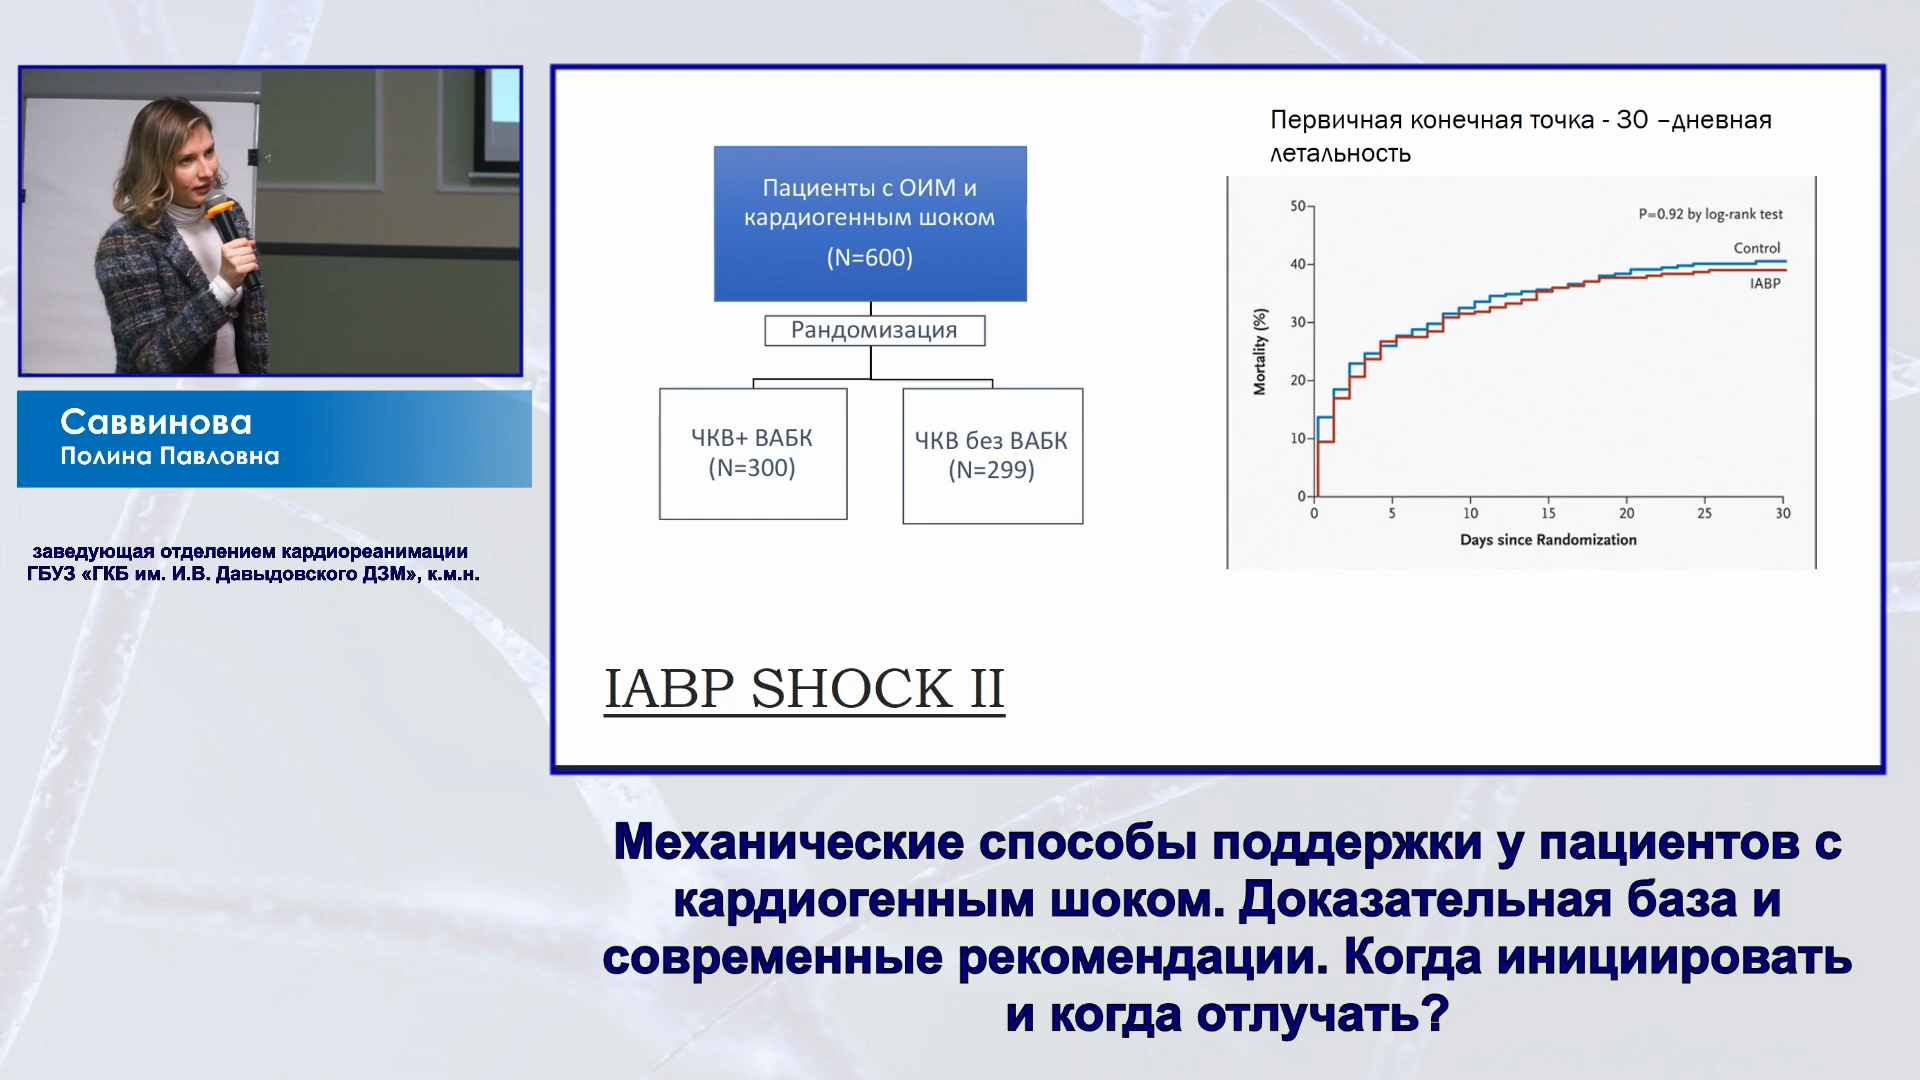 Саввинова
Полина Павловна
заведующая отделением кардиореанимации
ГБУЗ «ГКБ им. И.В. Давыдовского ДЗМ», к.м.н.
Пациенты с ОИМ и
кардиогенным шоком
(N=600)
Рандомизация
ЧКВ+ ВАБК
(N=300)
ЧКВ без ВАБК
(N=299)
IABP SHOCK II
Первичная конечная точка - 30 –дневная
летальность
P=0.92 by log-rank test
Control
IABP
Mortality (%)
50
40
30
20
10
0
0 5 10 15 20 25 30
Days since Randomization
Механические способы поддержки у пациентов с
кардиогенным шоком. Доказательная база и
современные рекомендации. Когда инициировать
и когда отлучать?